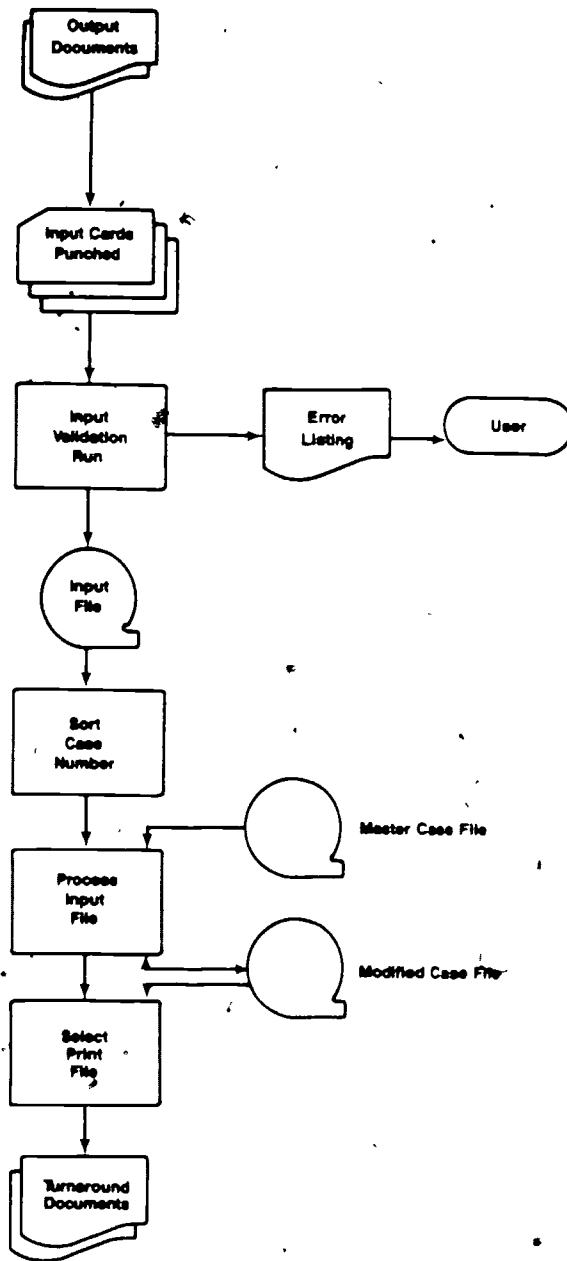 Output
Documents
Input Cards
Punched
Input
Validation
Run
Error
Listing
User
Input
File
Sort
Case
Number
Master Case File
Process
Input
File
Modified Case File
Select
Print
File
Turnaround
Documents